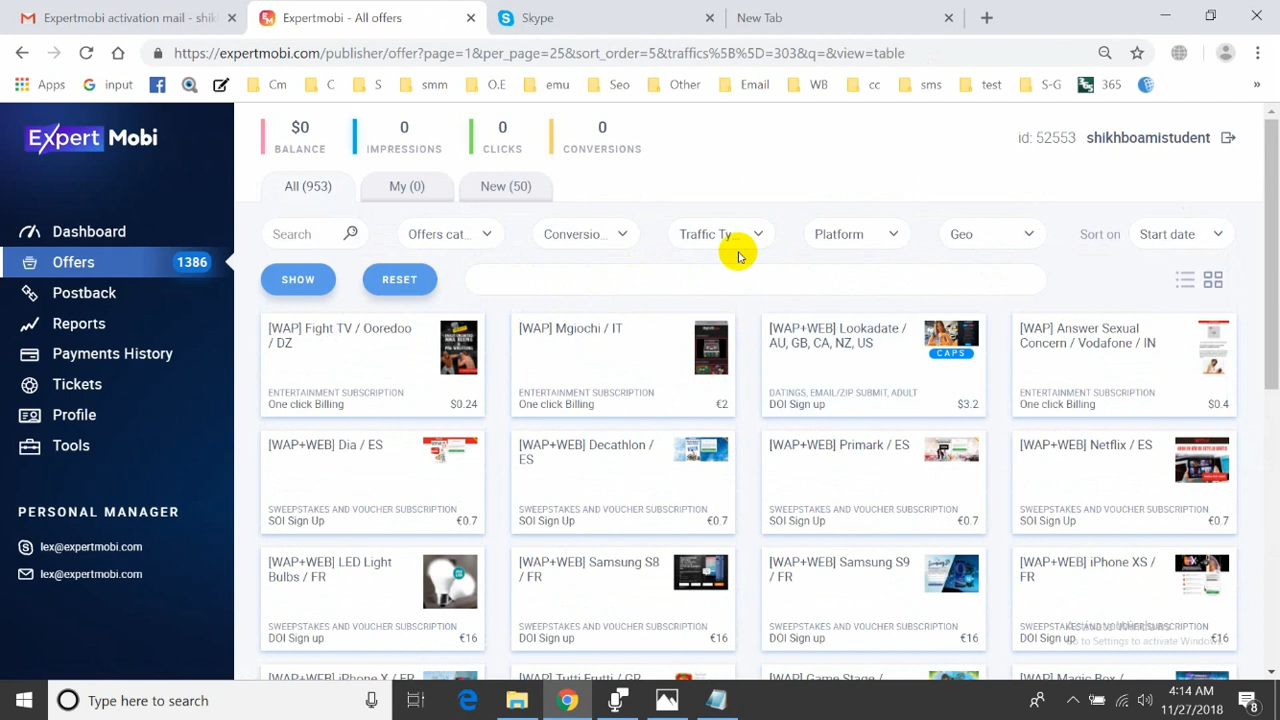 Expertmobi activation mail - shik
Expertmobi - All offers
Skype
New Tab
https://expertmobi.com/publisher/offer?page=1&per_page=25&sort_order=5&traffics%5B%5D=303&q=&view=table
Apps
input
Cm
C
S.
smm
O.E
emu
Seo
Other
Email
WB
cc
sms
test
S-G
365
»
Expert Mobi
$0
BALANCE
0
IMPRESSIONS
0
CLICKS
0
CONVERSIONS
id: 52553 shikhboamistudent
All (953)
My (0)
New (50)
Dashboard
Offers 1386
Postback
Reports
Payments History
Tickets
Profile
Tools
PERSONAL MANAGER
lex@expertmobi.com
lex@expertmobi.com
Search
Offers cat...
Conversio...
Traffic Ty...
Platform
Geo
Sort on
Start date
SHOW
RESET
[WAP] Fight TV / Ooredoo
/ DZ
ENTERTAINMENT SUBSCRIPTION
One click Billing $0.24
[WAP] Mgiochi / IT
ENTERTAINMENT SUBSCRIPTION
One click Billing €2
[WAP+WEB] Lookadate /
AU, GB, CA, NZ, US
CAPS
DATINGS, EMAIL/ZIP SUBMIT, ADULT
DOI Sign up $3.2
[WAP] Answer Sexual
Concern / Vodafone / IN
ENTERTAINMENT SUBSCRIPTION
One click Billing $0.4
[WAP+WEB] Dia / ES
SWEEPSTAKES AND VOUCHER SUBSCRIPTION
SOI Sign Up €0.7
[WAP+WEB] Decathlon /
ES
SWEEPSTAKES AND VOUCHER SUBSCRIPTION
SOI Sign Up €0.7
[WAP+WEB] Primark / ES
SWEEPSTAKES AND VOUCHER SUBSCRIPTION
SOI Sign Up €0.7
[WAP+WEB] Netflix / ES
SWEEPSTAKES AND VOUCHER SUBSCRIPTION
SOI Sign Up €0.7
[WAP+WEB] LED Light
Bulbs / FR
SWEEPSTAKES AND VOUCHER SUBSCRIPTION
DOI Sign up €16
[WAP+WEB] Samsung S8
/ FR
SWEEPSTAKES AND VOUCHER SUBSCRIPTION
DOI Sign up €16
[WAP+WEB] Samsung S9
/ FR
SWEEPSTAKES AND VOUCHER SUBSCRIPTION
DOI Sign up €16
[WAP+WEB] iPhone XS /
FR
SWEEPSTAKES AND VOUCHER SUBSCRIPTION
DOI Sign up €16
Activate Windows
Go to Settings to activate Windows.
Type here to search
4:14 AM
11/27/2018
8